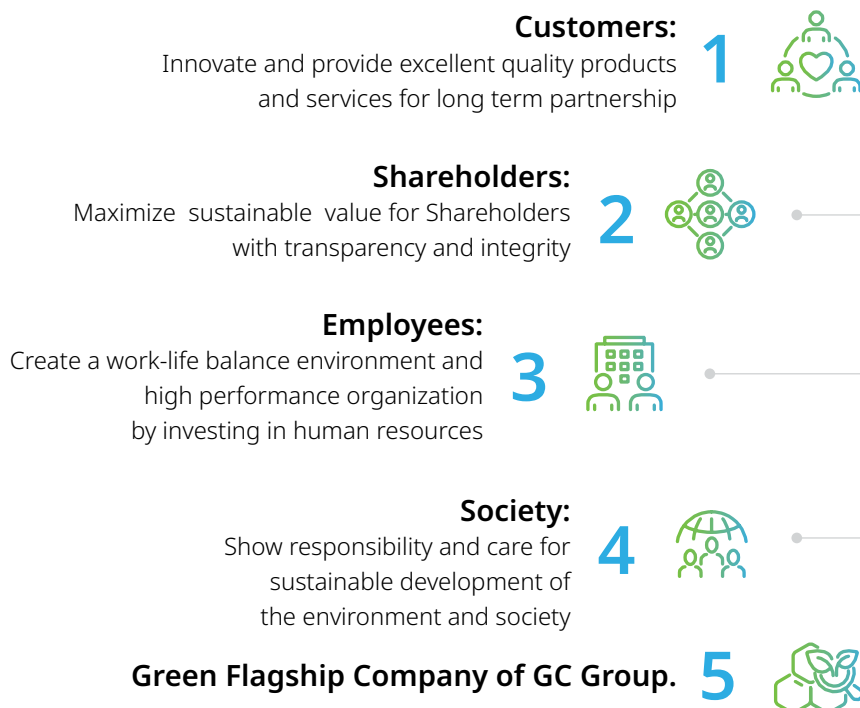 Customers:
1
Innovate and provide excellent quality products
and services for long term partnership
Shareholders:
2
Maximize sustainable value for Shareholders
with transparency and integrity
Employees:
3
Create a work-life balance environment and
high performance organization
by investing in human resources
Society:
4
Show responsibility and care for
sustainable development of
the environment and society
Green Flagship Company of GC Group.
5